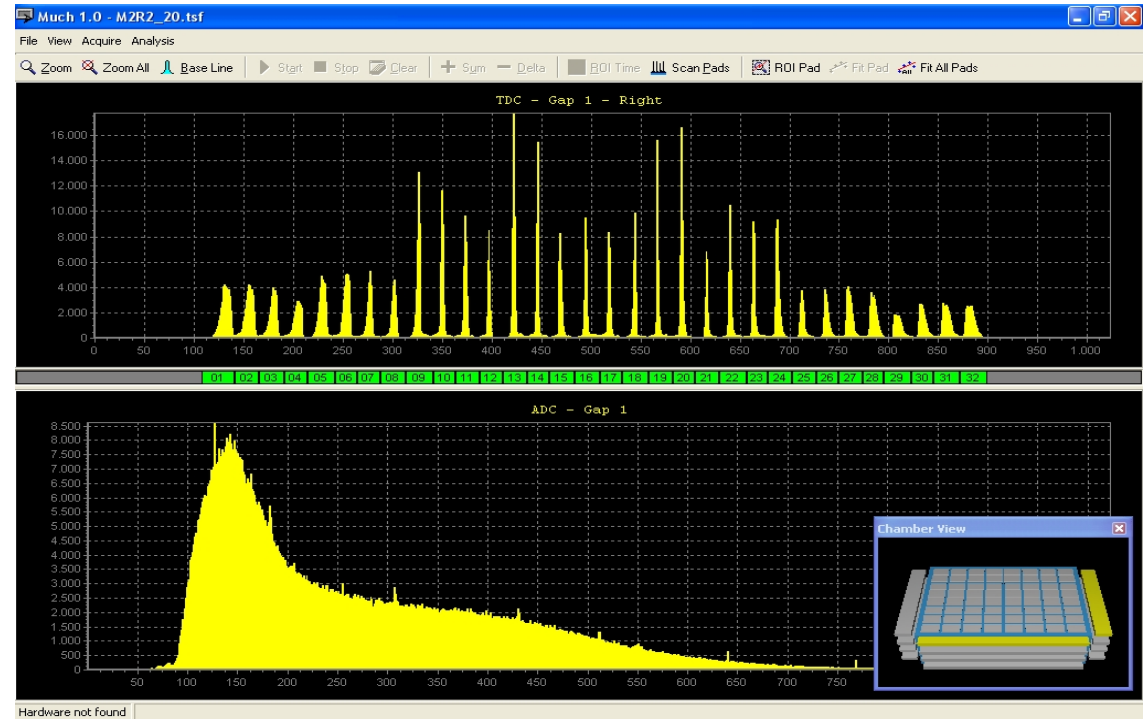 Much 1.0 - M2R2_20.tsf
File View Acquire Analysis
Zoom Zoom All Base Line Start Stop Clear Sum Delta ROI Time Scan Pads ROI Pad Fit Pad Fit All Pads
TDC - Gap 1 - Right
16.000
14.000
12.000
10.000
8.000
6.000
4.000
2.000
0
0 50 100 150 200 250 300 350 400 450 500 550 600 650 700 750 800 850 900 950 1.000
01 02 03 04 05 06 07 08 09 10 11 12 13 14 15 16 17 18 19 20 21 22 23 24 25 26 27 28 29 30 31 32
ADC - Gap 1
8.500
8.000
7.500
7.000
6.500
6.000
5.500
5.000
4.500
4.000
3.500
3.000
2.500
2.000
1.500
1.000
500
0
50 100 150 200 250 300 350 400 450 500 550 600 650 700 750
Chamber View
Hardware not found